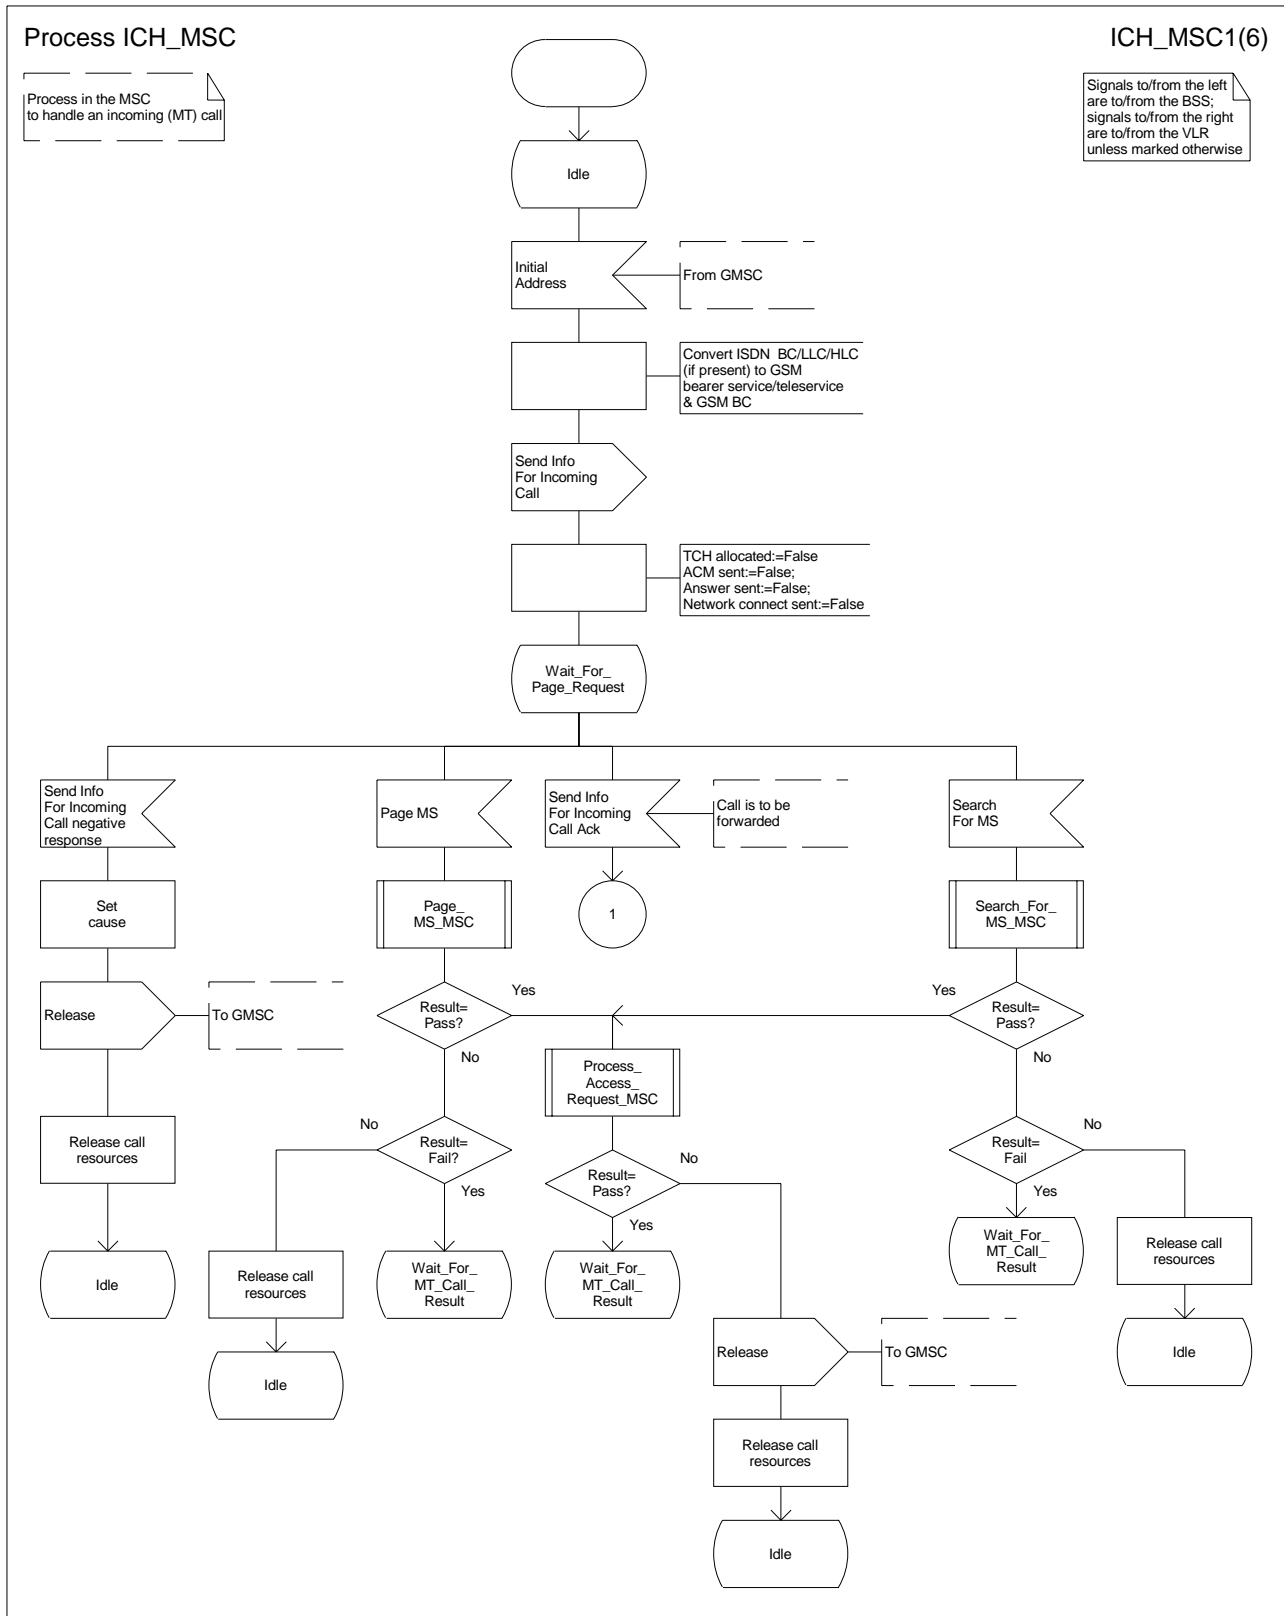 Process ICH_MSC
ICH_MSC1(6)
Process in the MSC
to handle an incoming (MT) call
Signals to/from the left
are to/from the BSS;
signals to/from the right
are to/from the VLR
unless marked otherwise
Idle
Initial
Address
From GMSC
Convert ISDN BC/LLC/HLC
(if present) to GSM
bearer service/teleservice
& GSM BC
Send Info
For Incoming
Call
TCH allocated:=False
ACM sent:=False;
Answer sent:=False;
Network connect sent:=False
Wait_For_
Page_Request
Send Info
For Incoming
Call negative
response
Page MS
Send Info
For Incoming
Call Ack
Call is to be
forwarded
Search
For MS
Set
cause
Page_
MS_MSC
1
Search_For_
MS_MSC
Release
To GMSC
Result=
Pass?
Yes
No
Yes
Result=
Pass?
No
Process_
Access_
Request_MSC
Release call
resources
No
Result=
Fail?
Yes
Result=
Pass?
No
Yes
Result=
Fail
No
Yes
Idle
Release call
resources
Wait_For_
MT_Call_
Result
Wait_For_
MT_Call_
Result
Wait_For_
MT_Call_
Result
Release call
resources
Idle
Release
To GMSC
Idle
Release call
resources
Idle